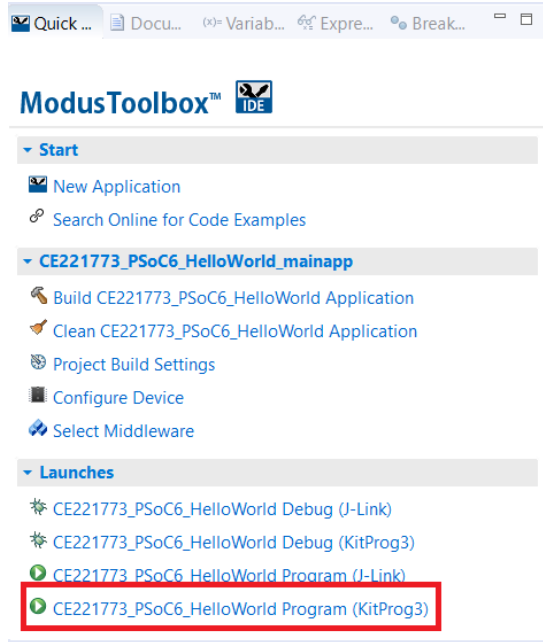 Quick ... Docu... (x)= Variab... Expre... Break...
ModusToolbox™ IDE
Start
New Application
Search Online for Code Examples
CE221773_PSoC6_HelloWorld_mainapp
Build CE221773_PSoC6_HelloWorld Application
Clean CE221773_PSoC6_HelloWorld Application
Project Build Settings
Configure Device
Select Middleware
Launches
CE221773_PSoC6_HelloWorld Debug (J-Link)
CE221773_PSoC6_HelloWorld Debug (KitProg3)
CE221773_PSoC6_HelloWorld Program (J-Link)
CE221773_PSoC6_HelloWorld Program (KitProg3)